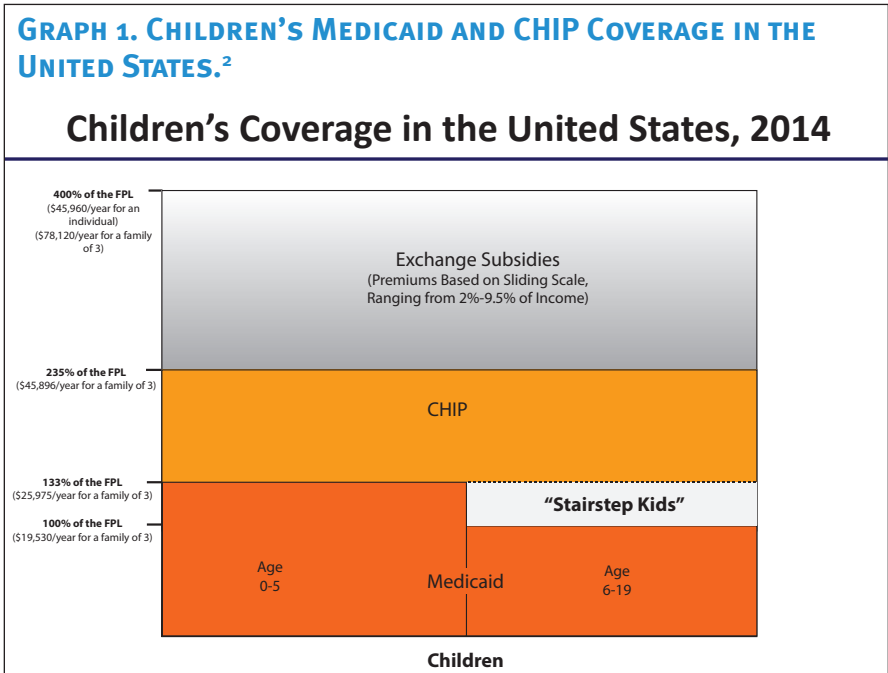 GRAPH 1. CHILDREN'S MEDICAID AND CHIP COVERAGE IN THE
UNITED STATES.²
Children's Coverage in the United States, 2014
400% of the FPL
($45,960/year for an
individual)
($78,120/year for a family
of 3)
Exchange Subsidies
(Premiums Based on Sliding Scale,
Ranging from 2%-9.5% of Income)
235% of the FPL
($45,896/year for a family of 3)
CHIP
133% of the FPL
($25,975/year for a family of 3)
"Stairstep Kids"
100% of the FPL
($19,530/year for a family of 3)
Age
0-5
Medicaid
Age
6-19
Children